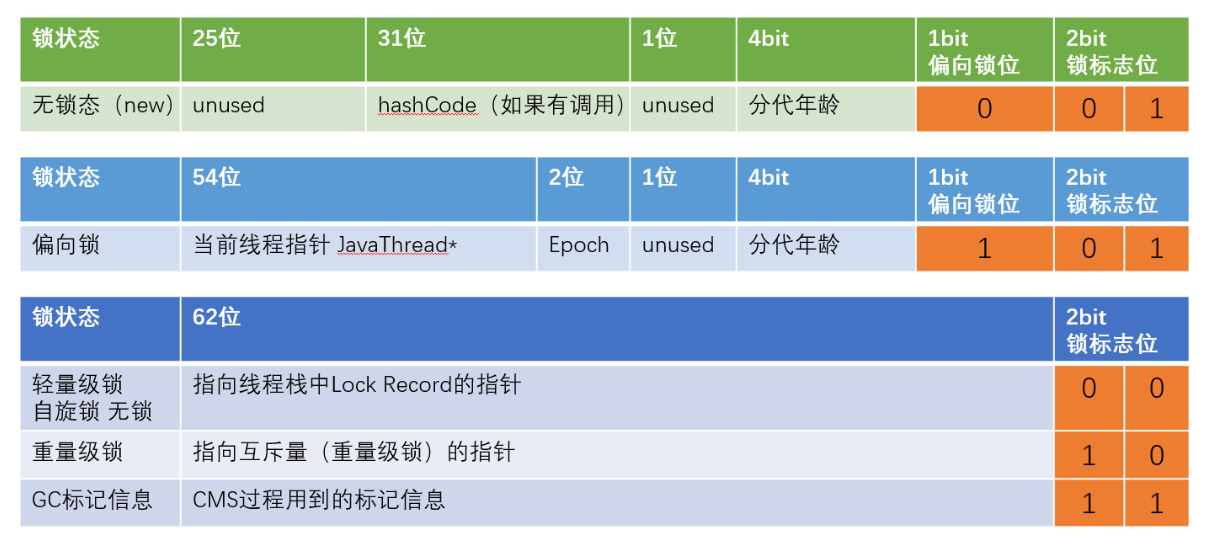 锁状态 25位 31位 1位 4bit 1bit 2bit
偏向锁位 锁标志位
无锁态（new） unused hashCode（如果有调用） unused 分代年龄 0 0 1
锁状态 54位 2位 1位 4bit 1bit 2bit
偏向锁位 锁标志位
偏向锁 当前线程指针 JavaThread* Epoch unused 分代年龄 1 0 1
锁状态 62位 2bit
锁标志位
轻量级锁 指向线程栈中Lock Record的指针 0 0
自旋锁 无锁
重量级锁 指向互斥量（重量级锁）的指针 1 0
GC标记信息 CMS过程用到的标记信息 1 1